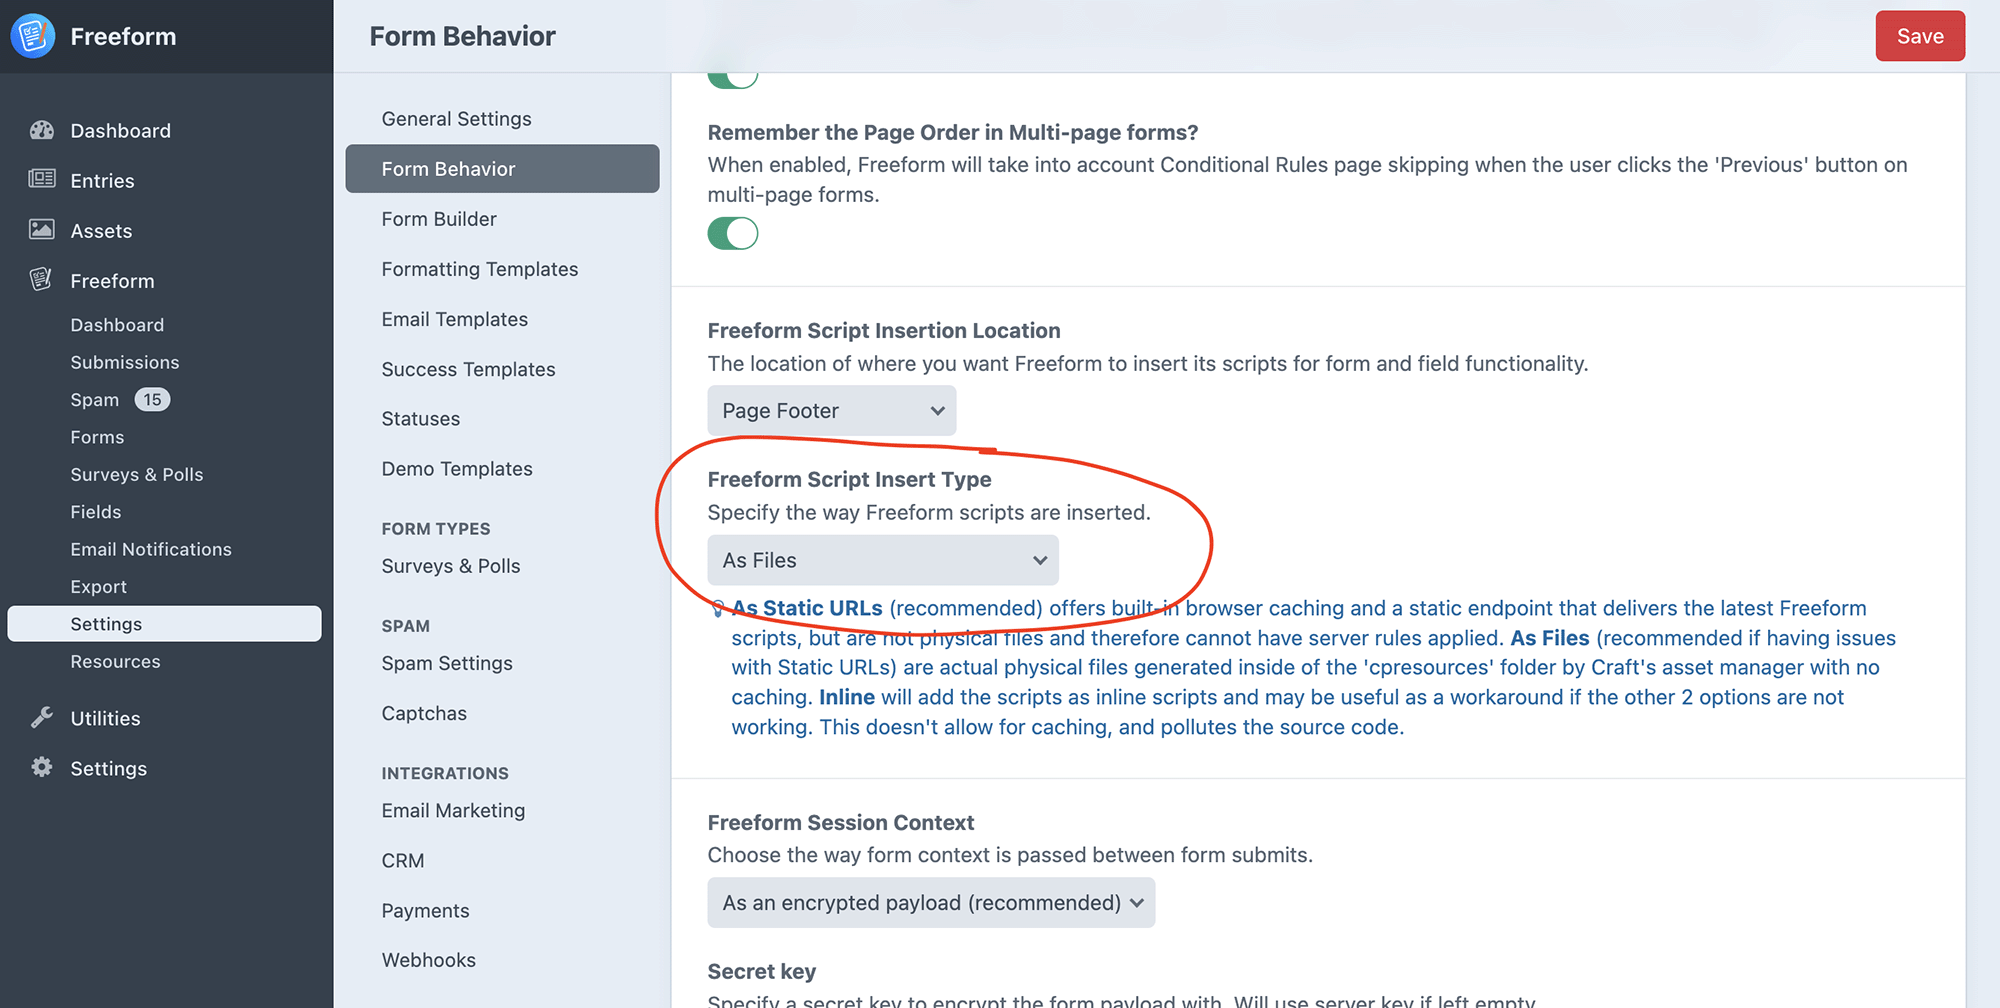 Freeform
Dashboard
Entries
Assets
Freeform
Dashboard
Submissions
Spam 15
Forms
Surveys & Polls
Fields
Email Notifications
Export
Settings
Resources
Utilities
Settings
Form Behavior
Save
General Settings
Form Behavior
Form Builder
Formatting Templates
Email Templates
Success Templates
Statuses
Demo Templates
FORM TYPES
Surveys & Polls
SPAM
Spam Settings
Captchas
INTEGRATIONS
Email Marketing
CRM
Payments
Webhooks
Remember the Page Order in Multi-page forms?
When enabled, Freeform will take into account Conditional Rules page skipping when the user clicks the 'Previous' button on
multi-page forms.
Freeform Script Insertion Location
The location of where you want Freeform to insert its scripts for form and field functionality.
Page Footer
Freeform Script Insert Type
Specify the way Freeform scripts are inserted.
As Files
As Static URLs (recommended) offers built-in browser caching and a static endpoint that delivers the latest Freeform
scripts, but are not physical files and therefore cannot have server rules applied. As Files (recommended if having issues
with Static URLs) are actual physical files generated inside of the 'cpresources' folder by Craft's asset manager with no
caching. Inline will add the scripts as inline scripts and may be useful as a workaround if the other 2 options are not
working. This doesn't allow for caching, and pollutes the source code.
Freeform Session Context
Choose the way form context is passed between form submits.
As an encrypted payload (recommended)
Secret key
Specify a secret key to encrypt the form payload with. Will use server key if left empty.